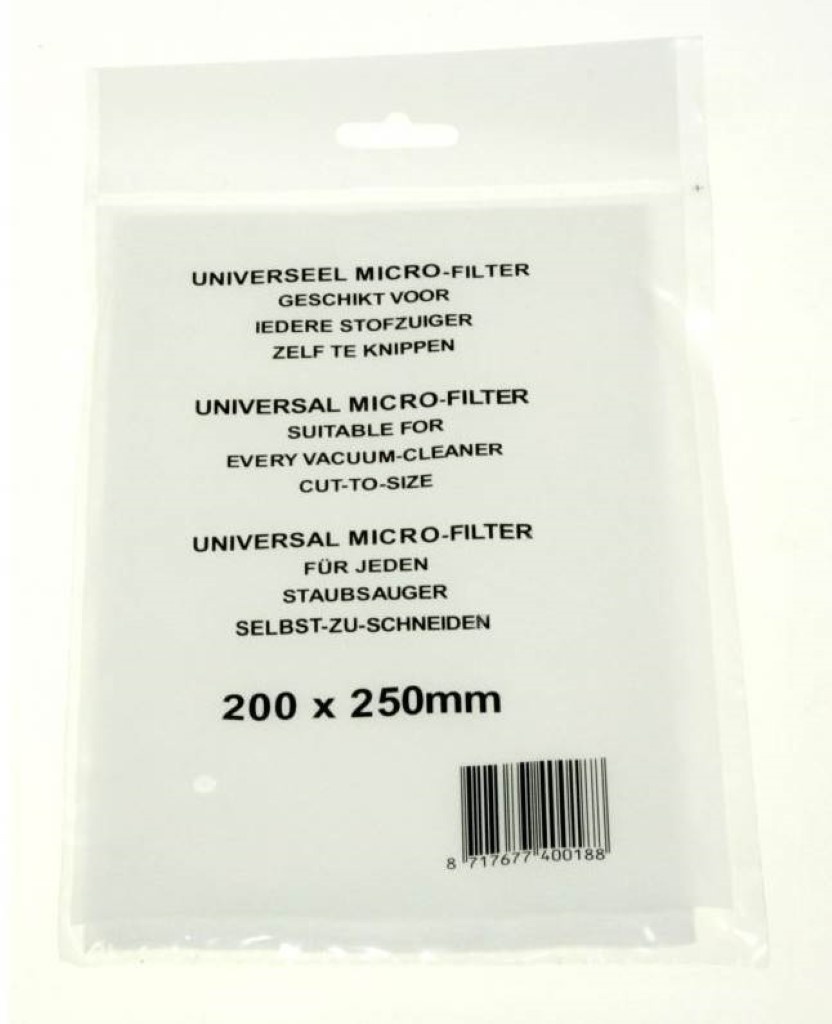 UNIVERSEEL MICRO-FILTER
GESCHIKT VOOR
IEDERE STOFZUIGER
ZELF TE KNIPPEN
UNIVERSAL MICRO-FILTER
SUITABLE FOR
EVERY VACUUM-CLEANER
CUT-TO-SIZE
UNIVERSAL MICRO-FILTER
FÜR JEDEN
STAUBSAUGER
SELBST-ZU-SCHNEIDEN
200 x 250mm
8 717677 400188